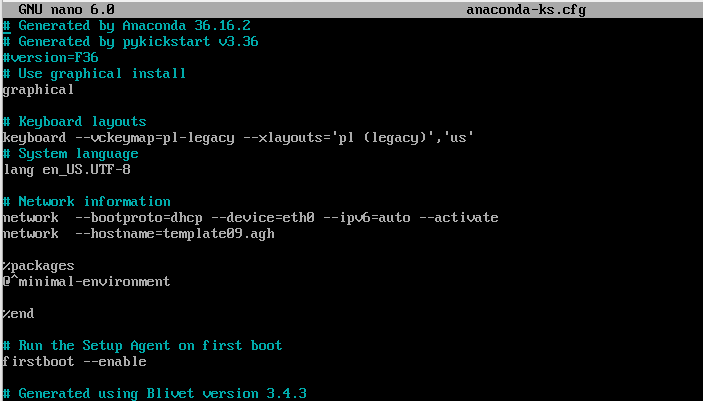 GNU nano 6.0 anaconda-ks.cfg
# Generated by Anaconda 36.16.2
# Generated by pykickstart v3.36
#version=F36
# Use graphical install
graphical
# Keyboard layouts
keyboard --vckeymap=pl-legacy --xlayouts='pl (legacy)','us'
# System language
lang en_US.UTF-8
# Network information
network  --bootproto=dhcp --device=eth0 --ipv6=auto --activate
network  --hostname=template09.agh
%packages
@^minimal-environment
%end
# Run the Setup Agent on first boot
firstboot --enable
# Generated using Blivet version 3.4.3